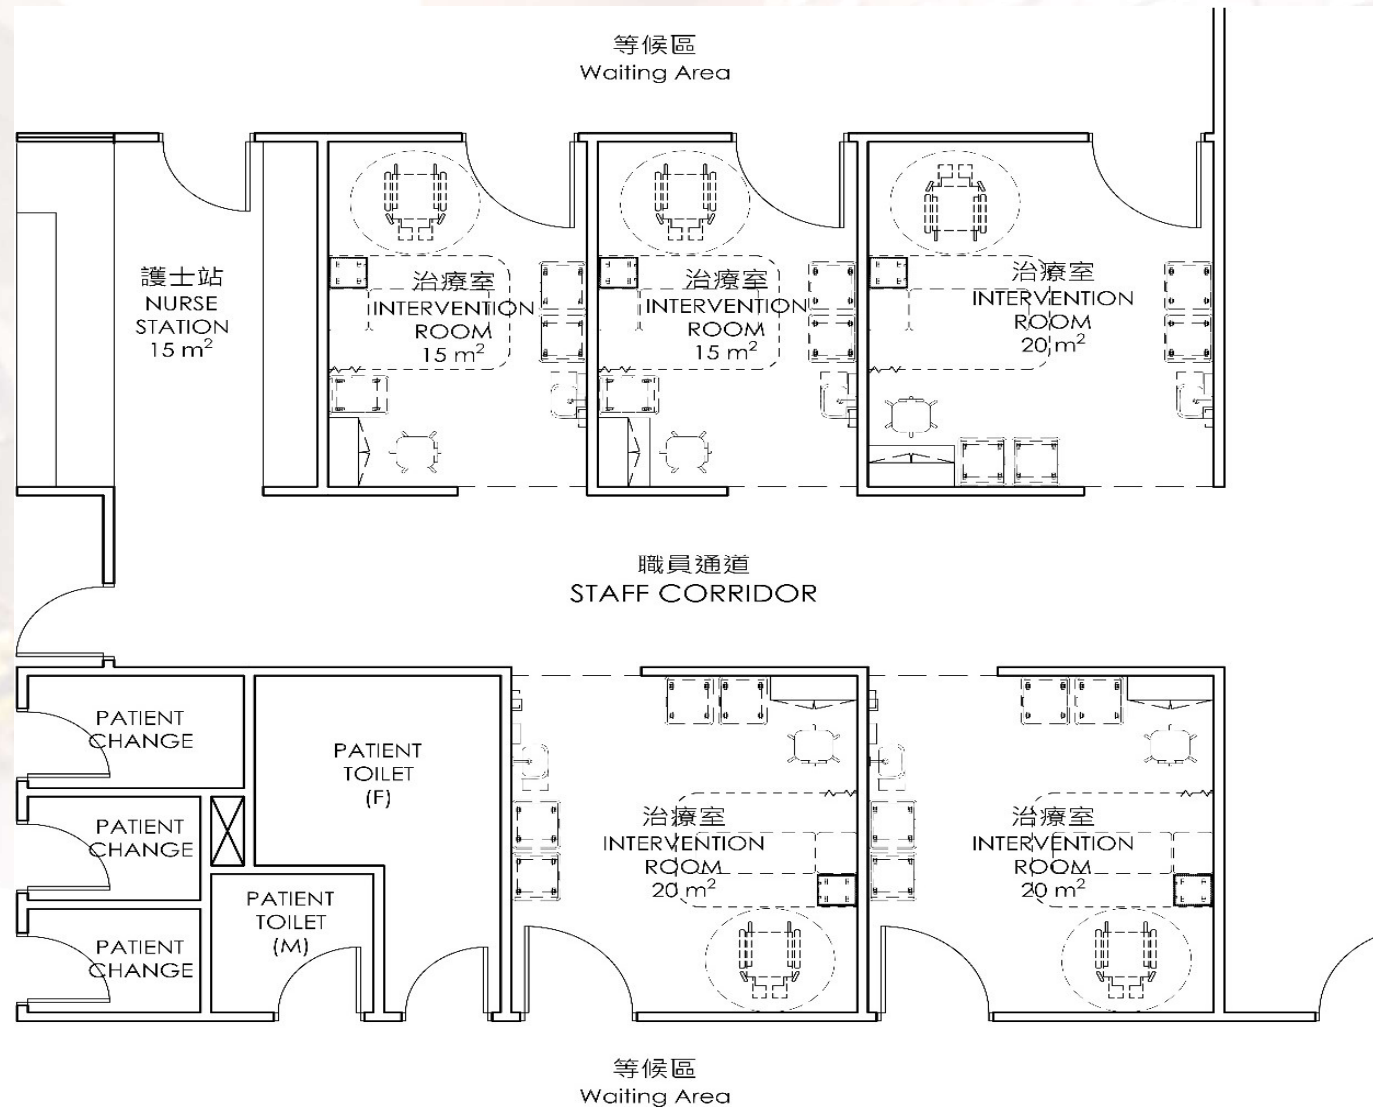 等候區
Waiting Area
護士站
NURSE
STATION
15 m²
治療室
INTERVENTION
ROOM
15 m²
治療室
INTERVENTION
ROOM
15 m²
治療室
INTERVENTION
ROOM
20 m²
職員通道
STAFF CORRIDOR
PATIENT
CHANGE
PATIENT
CHANGE
PATIENT
CHANGE
PATIENT
TOILET
(F)
PATIENT
TOILET
(M)
治療室
INTERVENTION
ROOM
20 m²
治療室
INTERVENTION
ROOM
20 m²
等候區
Waiting Area